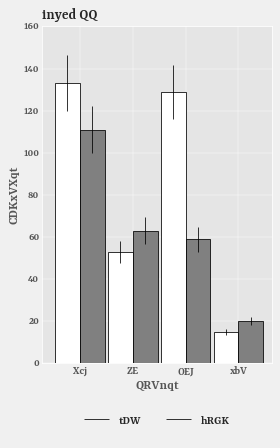 inyed QQ
160
140
120
100
80
60
40
20
0
CDKxVXqt
Xcj ZE OEJ xbV
QRVnqt
tDW hRGK